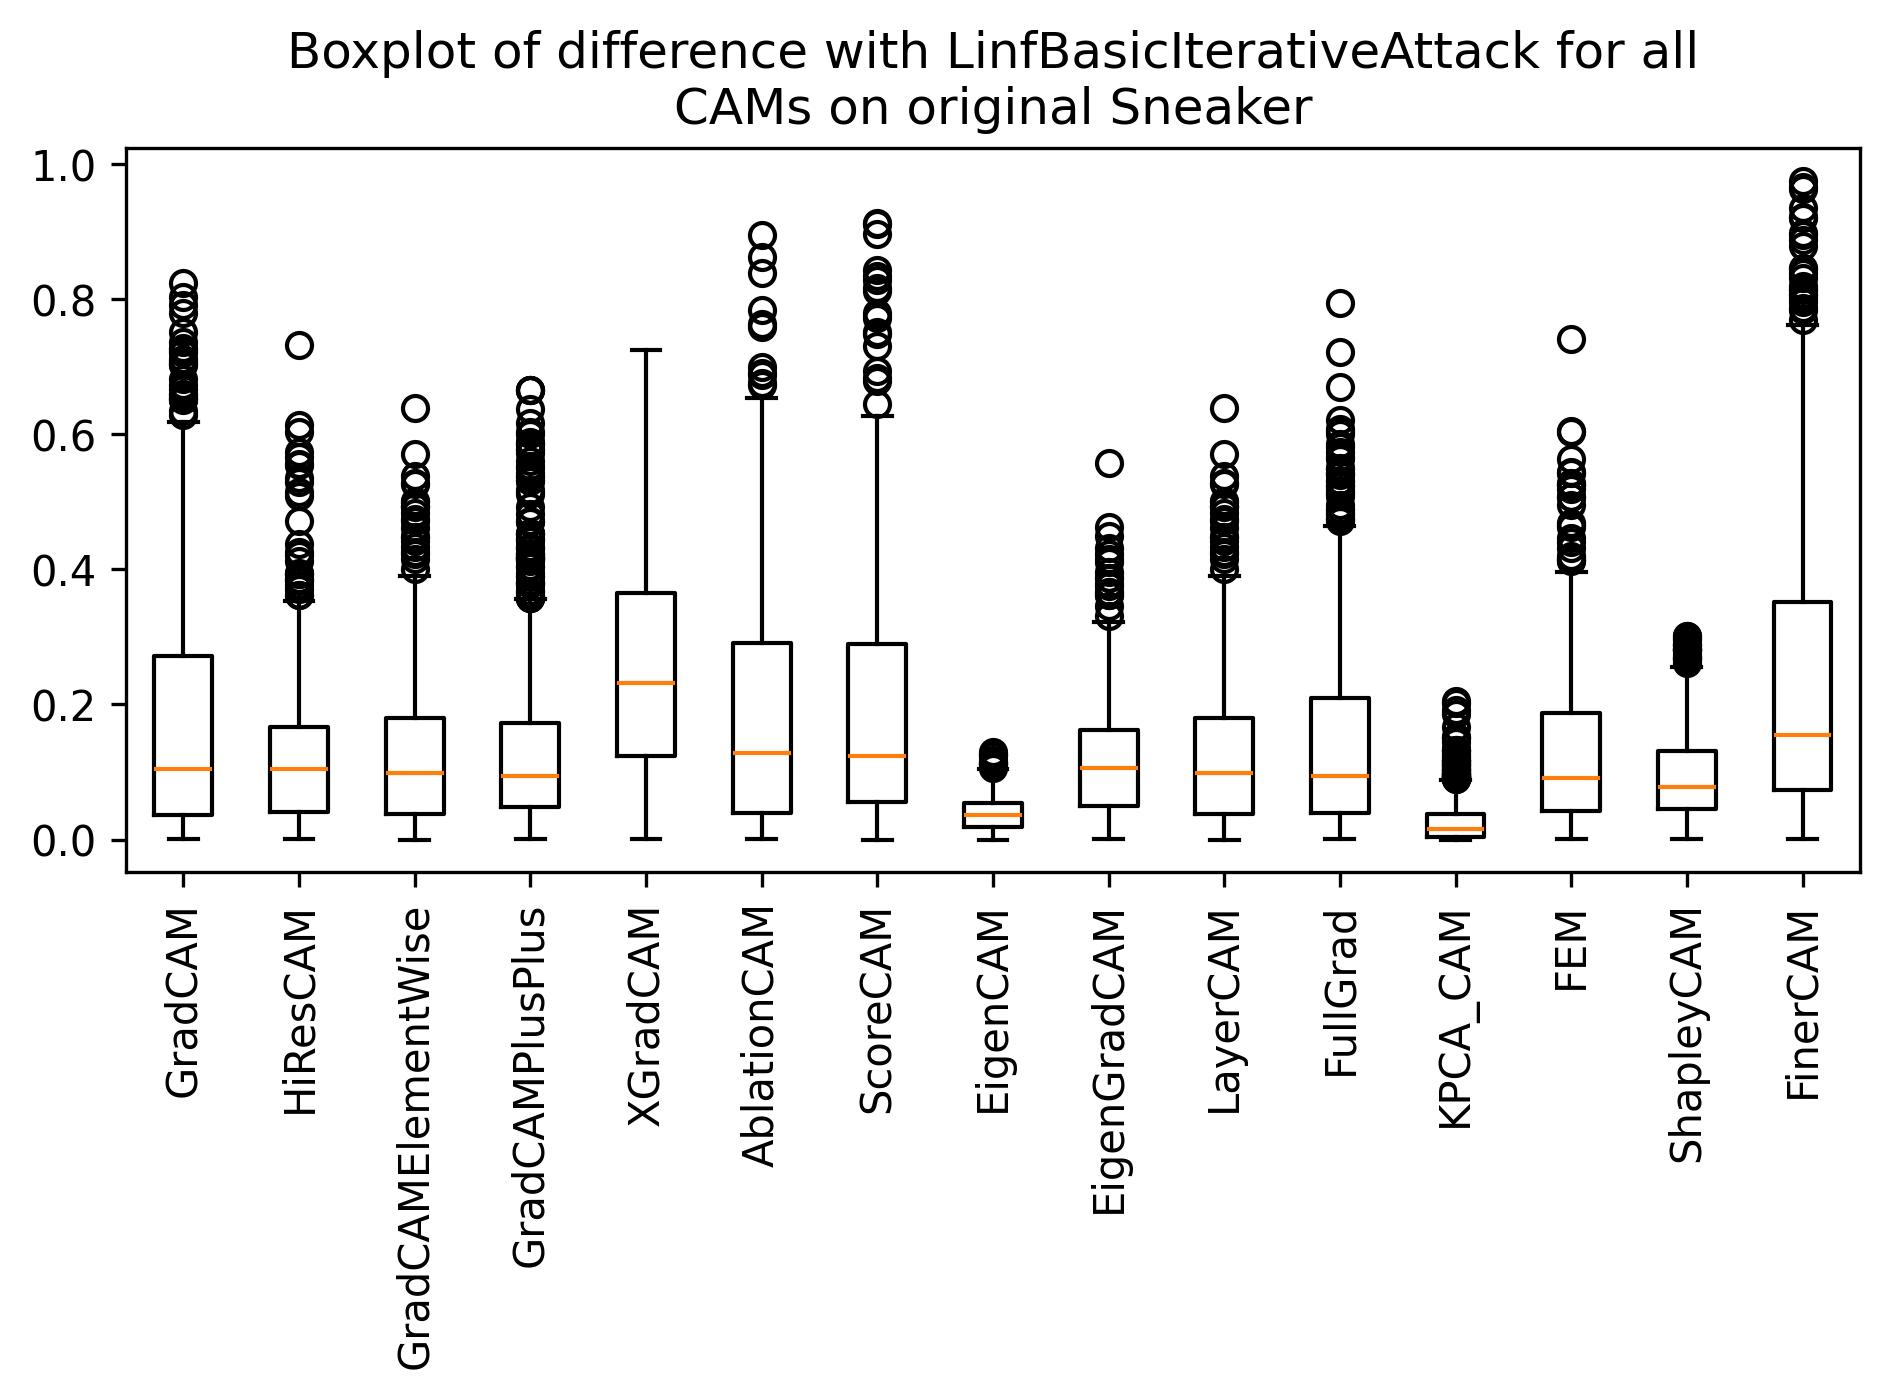 Boxplot of difference with LinfBasicIterativeAttack for all
CAMs on original Sneaker
1.0
0.8
0.6
0.4
0.2
0.0
GradCAM
HiResCAM
GradCAMElementWise
GradCAMPlusPlus
XGradCAM
AblationCAM
ScoreCAM
EigenCAM
EigenGradCAM
LayerCAM
FullGrad
KPCA_CAM
FEM
ShapleyCAM
FinerCAM